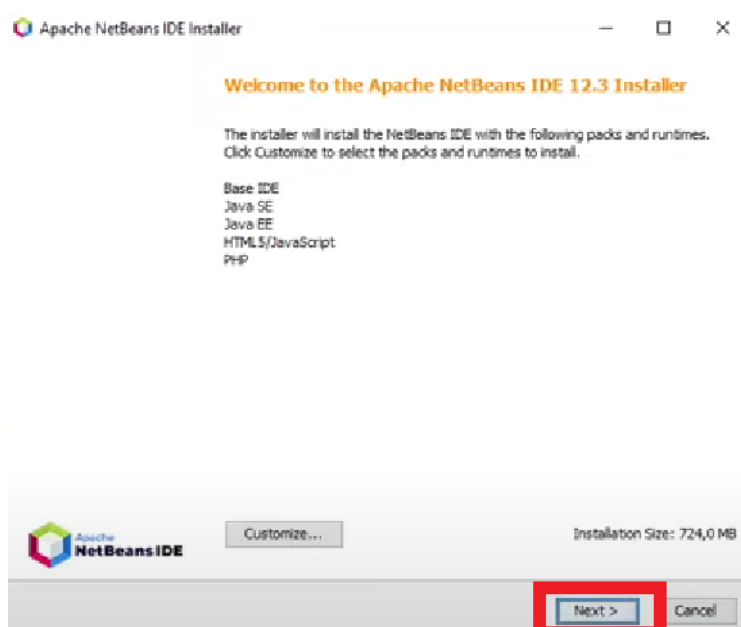 Apache NetBeans IDE Installer
Welcome to the Apache NetBeans IDE 12.3 Installer
The installer will install the NetBeans IDE with the following packs and runtimes.
Click Customize to select the packs and runtimes to install.
Base IDE
Java SE
Java EE
HTML5/JavaScript
PHP
Apache
NetBeans IDE
Customize...
Installation Size: 724,0 MB
Next >
Cancel